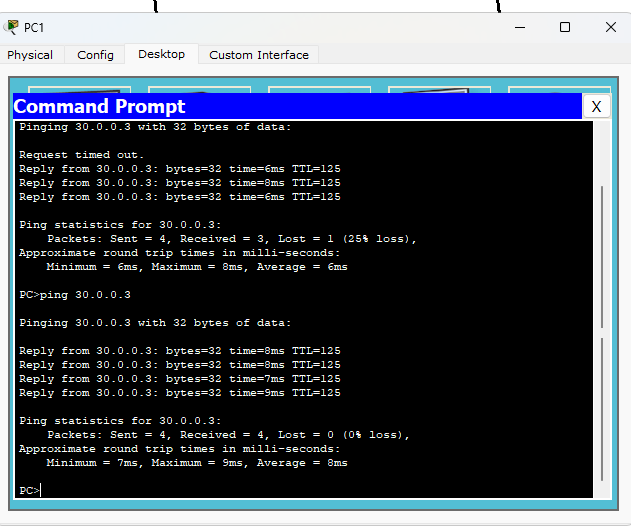 PC1
Physical Config Desktop Custom Interface
Command Prompt X
Pinging 30.0.0.3 with 32 bytes of data:
Request timed out.
Reply from 30.0.0.3: bytes=32 time=6ms TTL=125
Reply from 30.0.0.3: bytes=32 time=8ms TTL=125
Reply from 30.0.0.3: bytes=32 time=6ms TTL=125
Ping statistics for 30.0.0.3:
Packets: Sent = 4, Received = 3, Lost = 1 (25% loss),
Approximate round trip times in milli-seconds:
Minimum = 6ms, Maximum = 8ms, Average = 6ms
PC>ping 30.0.0.3
Pinging 30.0.0.3 with 32 bytes of data:
Reply from 30.0.0.3: bytes=32 time=8ms TTL=125
Reply from 30.0.0.3: bytes=32 time=8ms TTL=125
Reply from 30.0.0.3: bytes=32 time=7ms TTL=125
Reply from 30.0.0.3: bytes=32 time=9ms TTL=125
Ping statistics for 30.0.0.3:
Packets: Sent = 4, Received = 4, Lost = 0 (0% loss),
Approximate round trip times in milli-seconds:
Minimum = 7ms, Maximum = 9ms, Average = 8ms
PC>